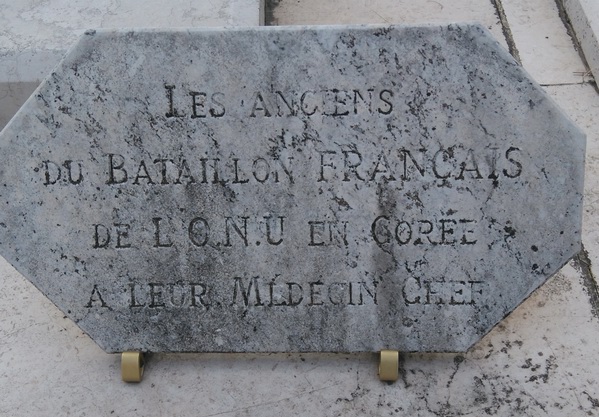 LES ANCIENS
DU BATAILLON FRANÇAIS
DE L'O.N.U EN CORÉE
A LEUR MÉDECIN CHEF